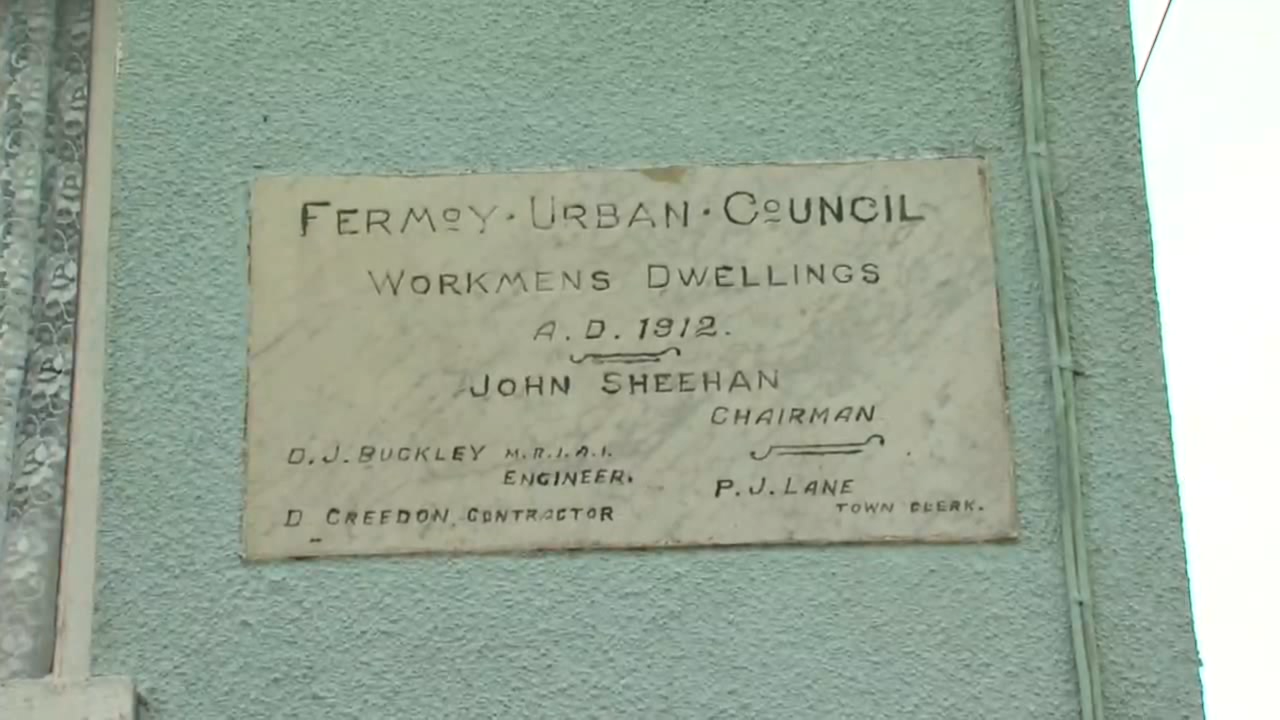 FERMOY · URBAN · COUNCIL
WORKMENS DWELLINGS
A. D. 1912.
JOHN SHEEHAN
CHAIRMAN
D. J. BUCKLEY M.R.I.A.I.
ENGINEER.
D CREEDON, CONTRACTOR
P. J. LANE
TOWN CLERK.